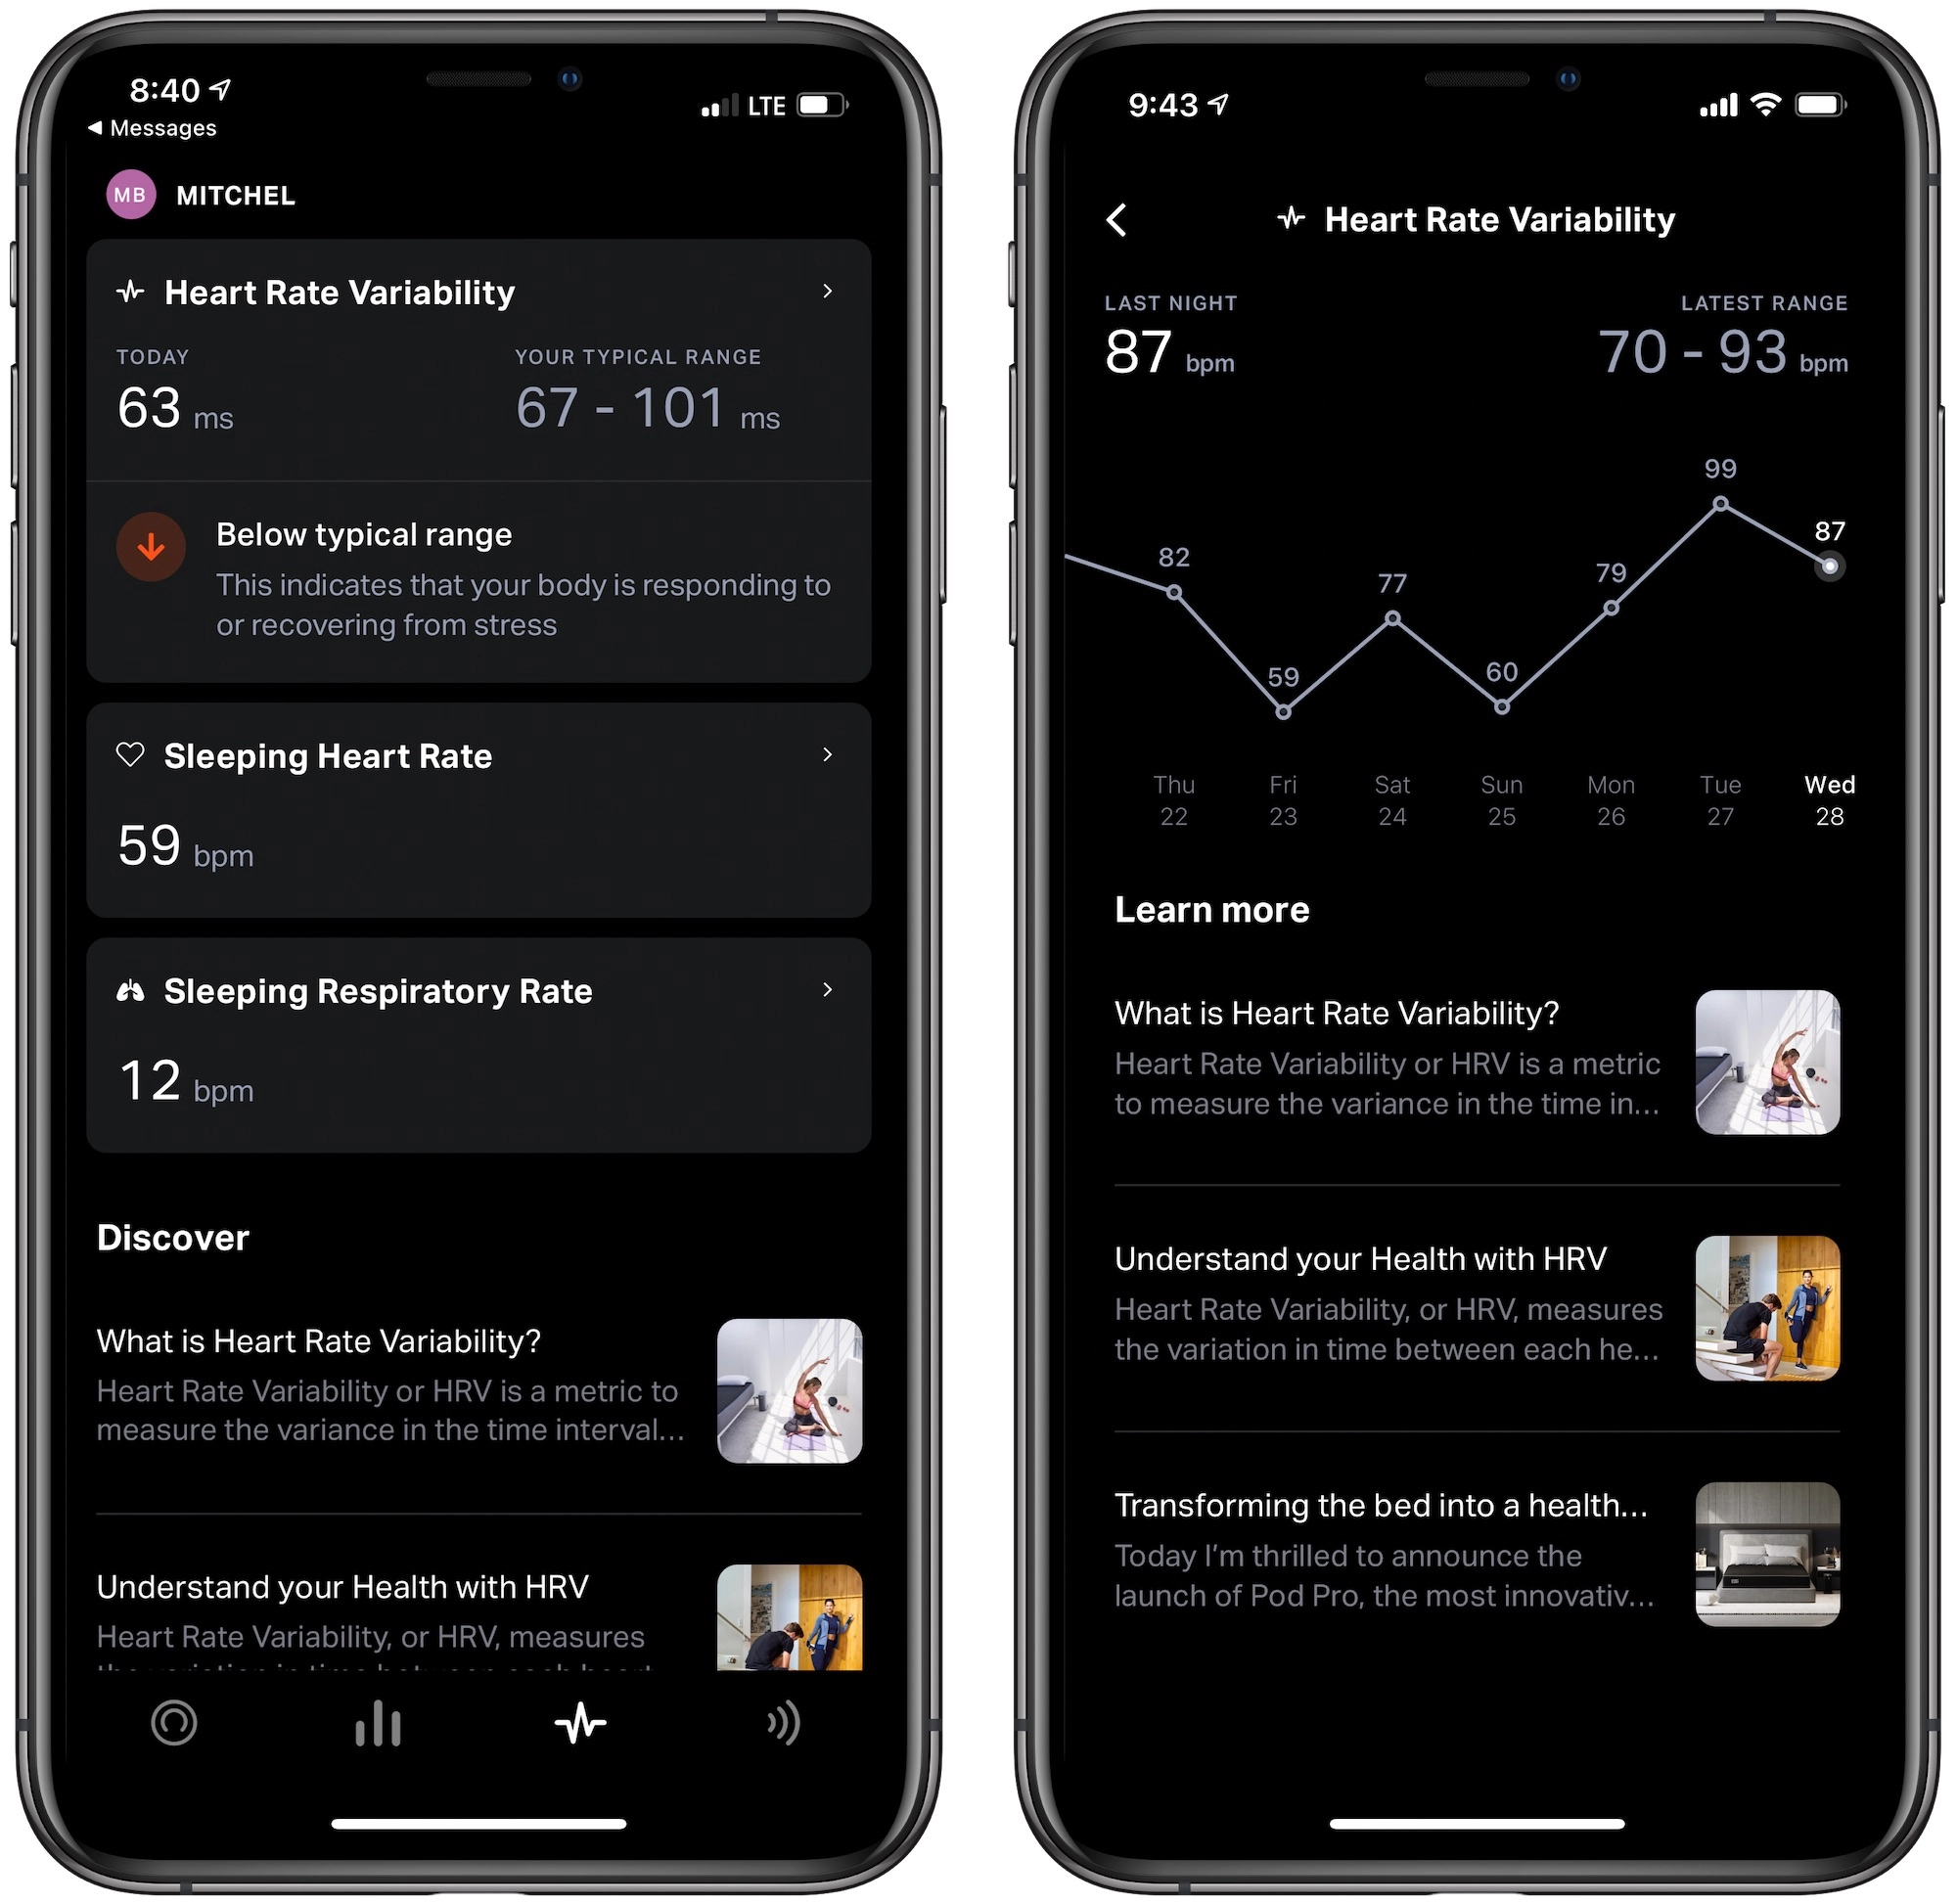 8:40
LTE
Messages
MB
MITCHEL
Heart Rate Variability
TODAY
YOUR TYPICAL RANGE
63 ms
67 - 101 ms
Below typical range
This indicates that your body is responding to
or recovering from stress
Sleeping Heart Rate
59 bpm
Sleeping Respiratory Rate
12 bpm
Discover
What is Heart Rate Variability?
Heart Rate Variability or HRV is a metric to
measure the variance in the time interval...
Understand your Health with HRV
Heart Rate Variability, or HRV, measures
the variation in time between each heart
9:43
Heart Rate Variability
LAST NIGHT
LATEST RANGE
87 bpm
70 - 93 bpm
82
59
77
60
79
99
87
Thu
22
Fri
23
Sat
24
Sun
25
Mon
26
Tue
27
Wed
28
Learn more
What is Heart Rate Variability?
Heart Rate Variability or HRV is a metric
to measure the variance in the time in...
Understand your Health with HRV
Heart Rate Variability, or HRV, measures
the variation in time between each he...
Transforming the bed into a health...
Today I'm thrilled to announce the
launch of Pod Pro, the most innovativ...